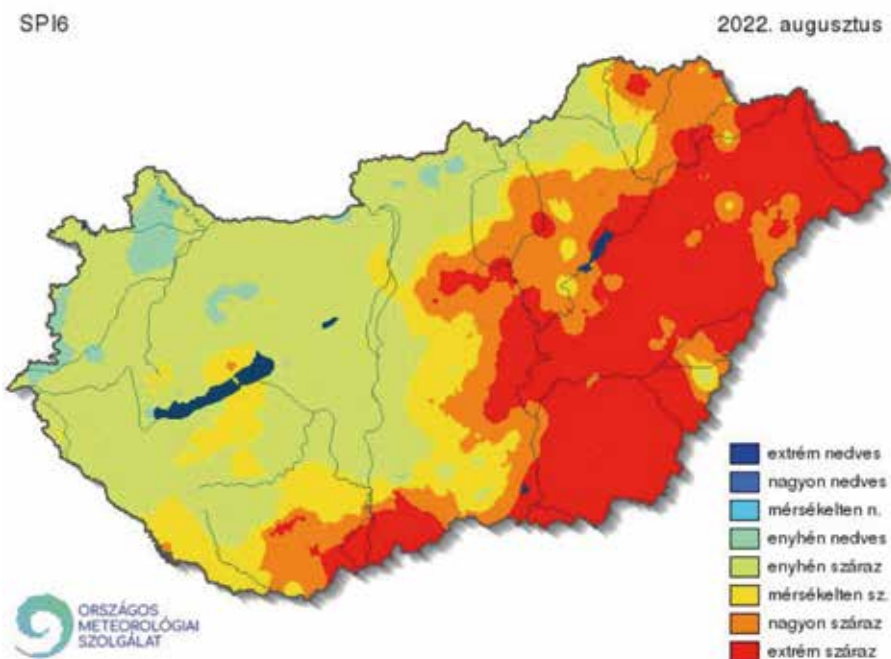 SPI6
2022. augusztus
extrém nedves
nagyon nedves
mérsékelten n.
enyhén nedves
enyhén száraz
mérsékelten sz.
nagyon száraz
extrém száraz
ORSZÁGOS
METEOROLÓGIAI
SZOLGÁLAT